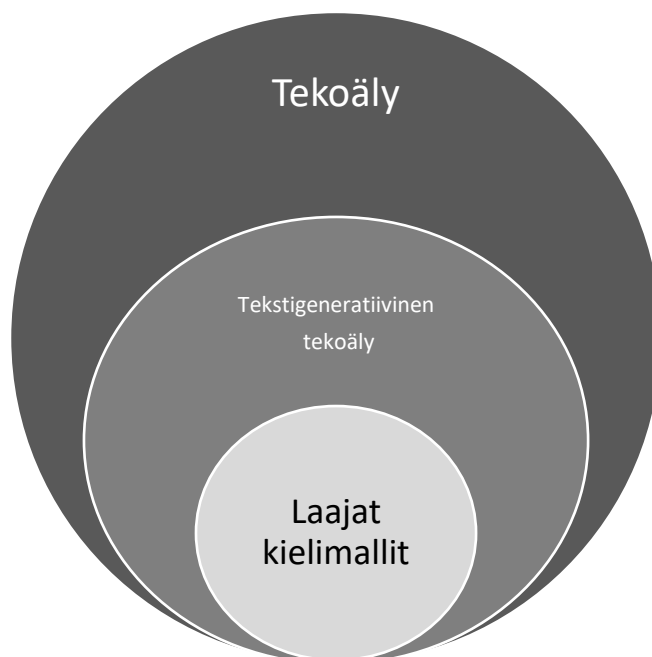 Tekoäly
Tekstigeneratiivinen
tekoäly
Laajat
kielimallit